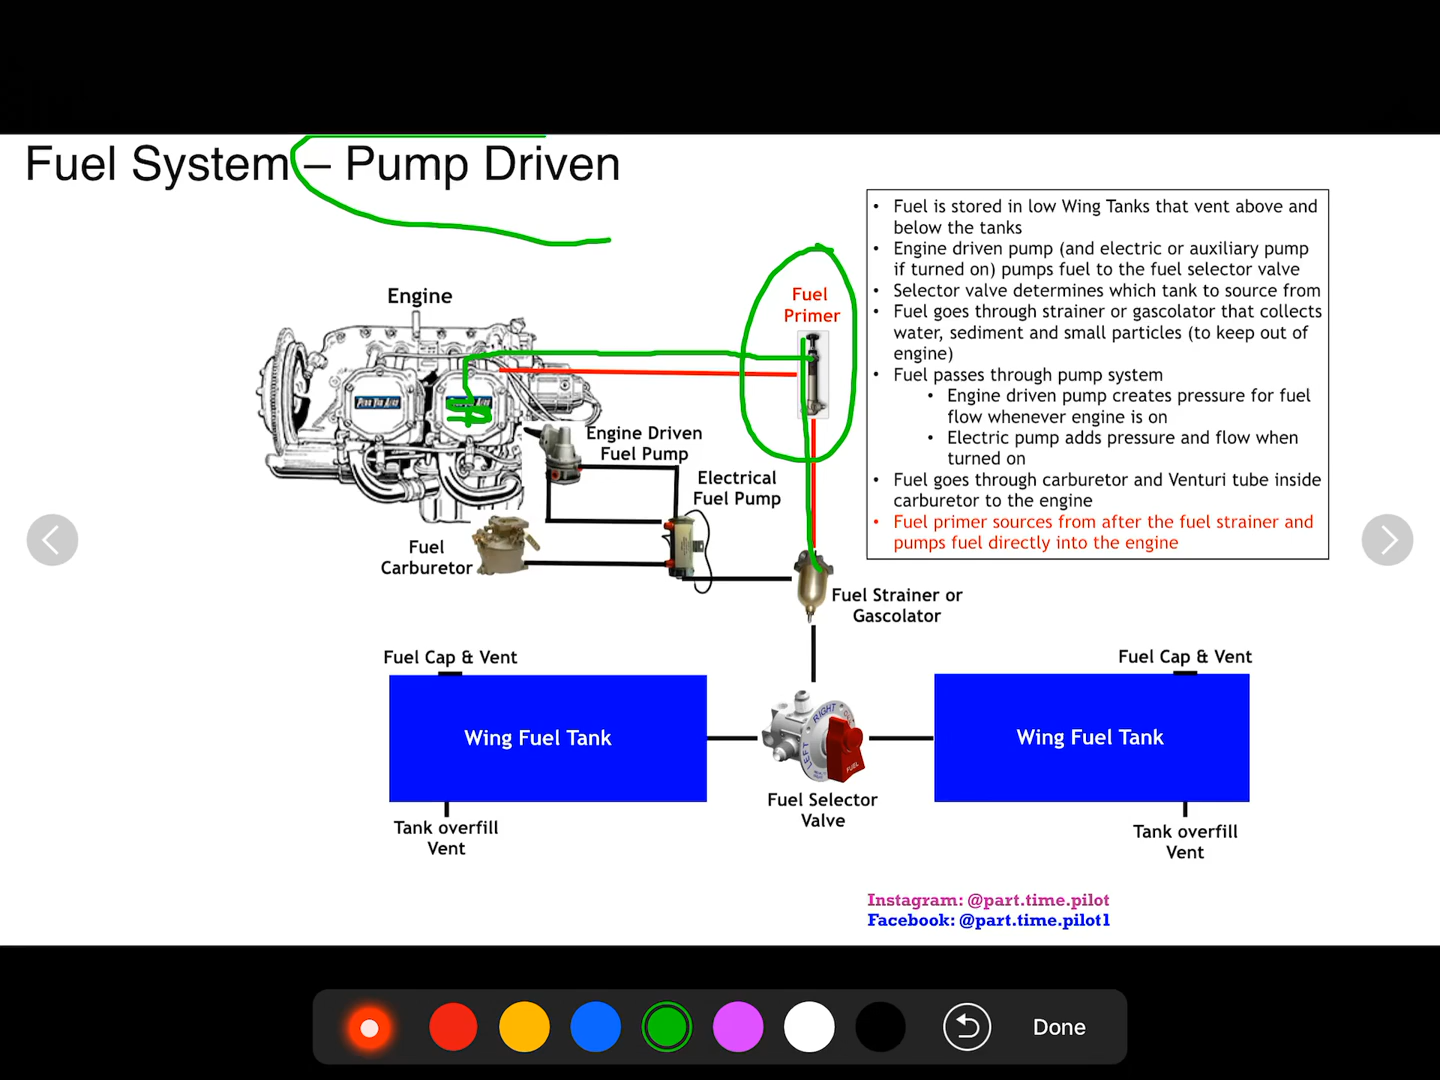 Fuel System – Pump Driven
• Fuel is stored in low Wing Tanks that vent above and
below the tanks
• Engine driven pump (and electric or auxiliary pump
if turned on) pumps fuel to the fuel selector valve
• Selector valve determines which tank to source from
• Fuel goes through strainer or gascolator that collects
water, sediment and small particles (to keep out of
engine)
• Fuel passes through pump system
• Engine driven pump creates pressure for fuel
flow whenever engine is on
• Electric pump adds pressure and flow when
turned on
• Fuel goes through carburetor and Venturi tube inside
carburetor to the engine
• Fuel primer sources from after the fuel strainer and
pumps fuel directly into the engine
Engine
Fuel
Primer
Engine Driven
Fuel Pump
Electrical
Fuel Pump
Fuel
Carburetor
Fuel Strainer or
Gascolator
Fuel Cap & Vent
Fuel Cap & Vent
Wing Fuel Tank
LEFT
RIGHT
FUEL
Wing Fuel Tank
Fuel Selector
Valve
Tank overfill
Vent
Tank overfill
Vent
Instagram: @part.time.pilot
Facebook: @part.time.pilot1
Done